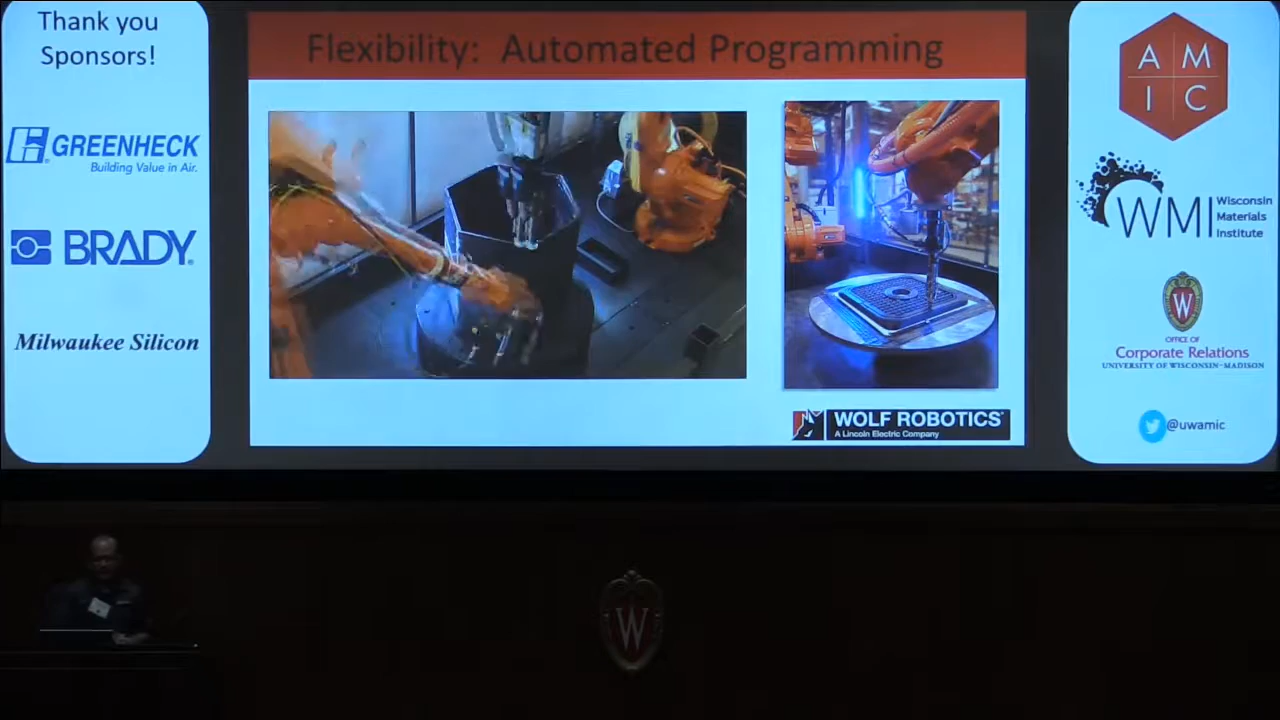 Thank you
Sponsors!
GREENHECK
Building Value in Air.
BRADY
Milwaukee Silicon
Flexibility: Automated Programming
WOLF ROBOTICS
A Lincoln Electric Company
A M
I C
WMI
Wisconsin
Materials
Institute
W
OFFICE OF
Corporate Relations
UNIVERSITY OF WISCONSIN-MADISON
@uwamic
W